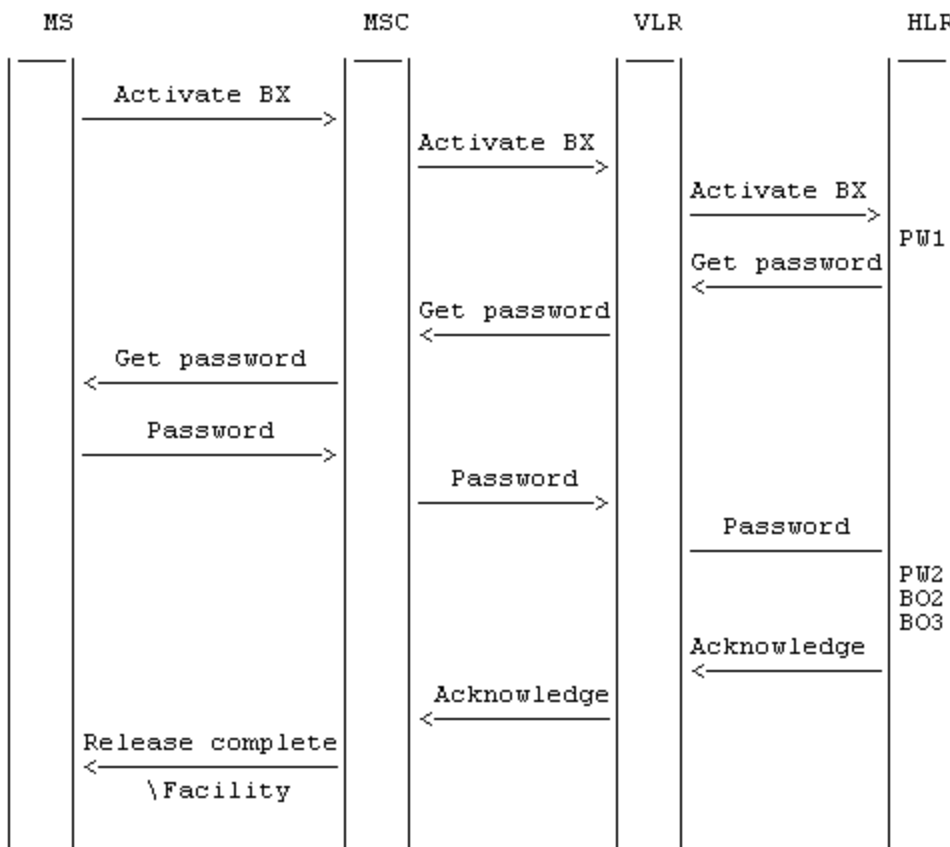 MS MSC VLR HLR
Activate BX
Activate BX
Activate BX
PW1
Get password
Get password
Get password
Password
Password
Password
PW2
BO2
BO3
Acknowledge
Acknowledge
Release complete
\Facility